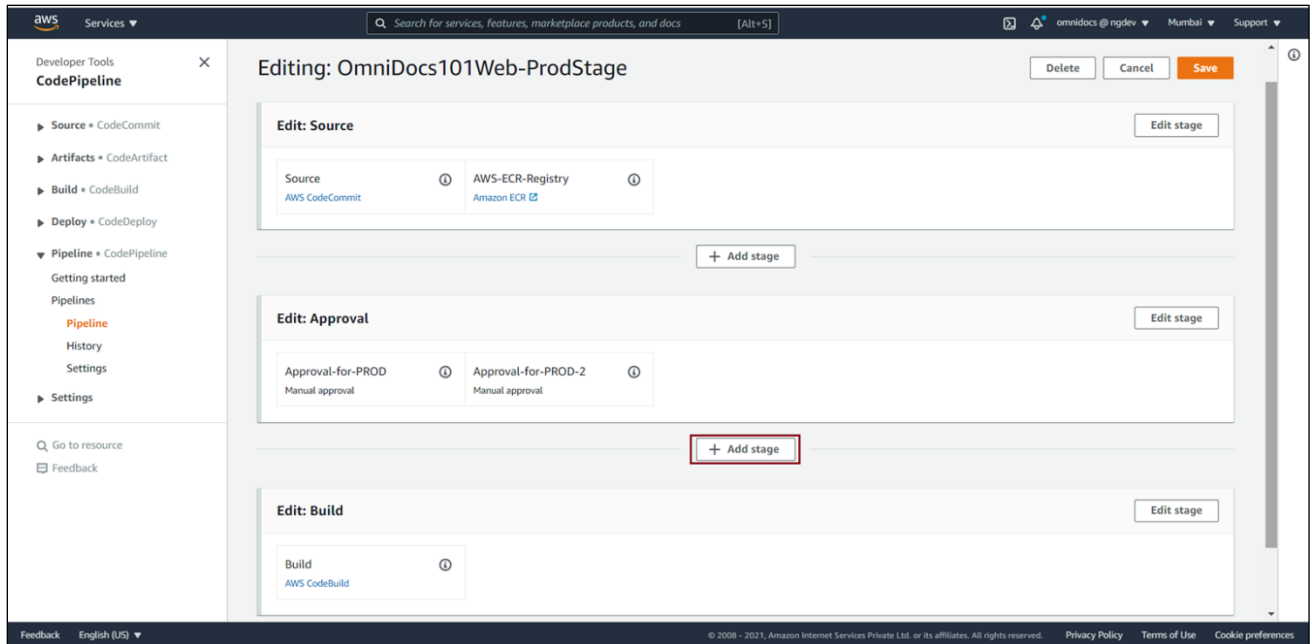 aws Services ▼ Search for services, features, marketplace products, and docs [Alt+S] omnidocs @ ngdev ▼ Mumbai ▼ Support ▼
Developer Tools
CodePipeline
Source • CodeCommit
Artifacts • CodeArtifact
Build • CodeBuild
Deploy • CodeDeploy
Pipeline • CodePipeline
Getting started
Pipelines
Pipeline
History
Settings
Settings
Go to resource
Feedback
Editing: OmniDocs101Web-ProdStage
Delete Cancel Save
Edit: Source Edit stage
Source AWS-ECR-Registry
AWS CodeCommit Amazon ECR
+ Add stage
Edit: Approval Edit stage
Approval-for-PROD Approval-for-PROD-2
Manual approval Manual approval
+ Add stage
Edit: Build Edit stage
Build
AWS CodeBuild
Feedback English (US) ▼ © 2008 - 2021, Amazon Internet Services Private Ltd. or its affiliates. All rights reserved. Privacy Policy Terms of Use Cookie preferences